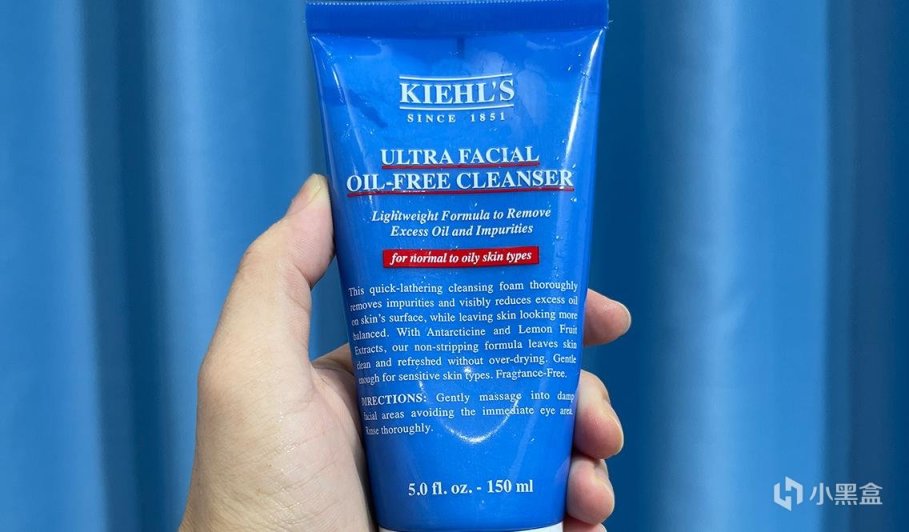 KIEHL'S
SINCE 1851
ULTRA FACIAL
OIL-FREE CLEANSER
Lightweight Formula to Remove
Excess Oil and Impurities
for normal to oily skin types
This quick-lathering cleansing foam thoroughly
removes impurities and visibly reduces excess oil
on skin's surface, while leaving skin looking more
balanced. With Antarcticine and Lemon Fruit
Extracts, our non-stripping formula leaves skin
clean and refreshed without over-drying. Gentle
enough for sensitive skin types. Fragrance-Free.
DIRECTIONS: Gently massage into damp
facial areas avoiding the immediate eye area.
Rinse thoroughly.
5.0 fl. oz. - 150 ml
小黑盒